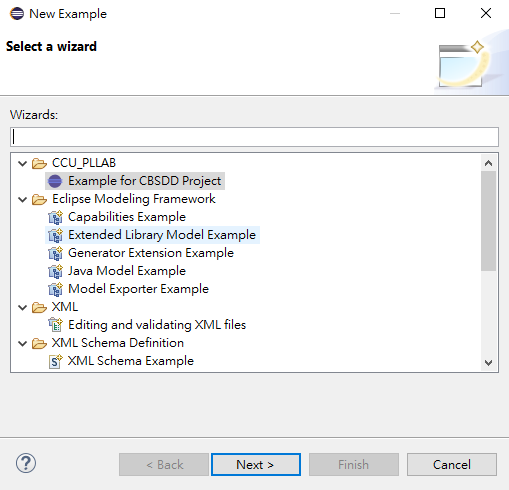 New Example
Select a wizard
Wizards:
CCU_PLLAB
Example for CBSDD Project
Eclipse Modeling Framework
Capabilities Example
Extended Library Model Example
Generator Extension Example
Java Model Example
Model Exporter Example
XML
Editing and validating XML files
XML Schema Definition
XML Schema Example
? < Back Next > Finish Cancel